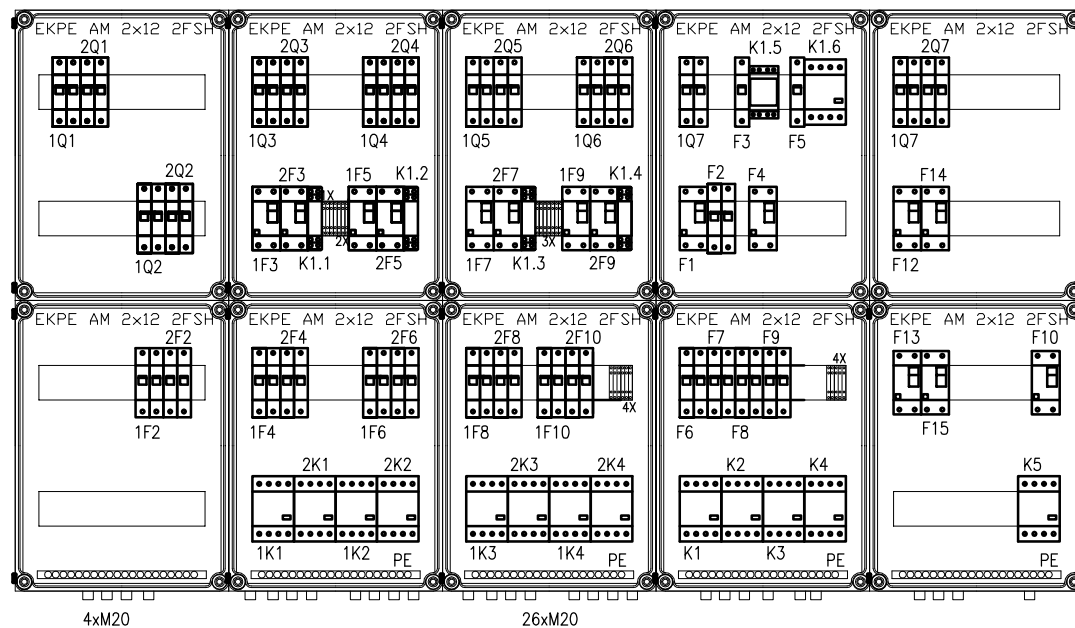 EKPE AM 2x12 2FSH EKPE AM 2x12 2FSH EKPE AM 2x12 2FSH EKPE AM 2x12 2FSH EKPE AM 2x12 2FSH
2Q1 2Q3 2Q4 2Q5 2Q6 K1.5 K1.6 2Q7
1Q1 1Q3 1Q4 1Q5 1Q6 1Q7 F3 F5 1Q7
2Q2 2F3 1F5 K1.2 2F7 1F9 K1.4 F2 F4 F14
1X
2X 3X
1Q2 1F3 K1.1 2F5 1F7 K1.3 2F9 F1 F12
EKPE AM 2x12 2FSH EKPE AM 2x12 2FSH EKPE AM 2x12 2FSH EKPE AM 2x12 2FSH EKPE AM 2x12 2FSH
2F2 2F4 2F6 2F8 2F10 F7 F9 F13 F10
4X
4X
1F2 1F4 1F6 1F8 1F10 F6 F8 F15
2K1 2K2 2K3 2K4 K2 K4 K5
1K1 1K2 PE 1K3 1K4 PE K1 K3 PE PE
4xM20 26xM20